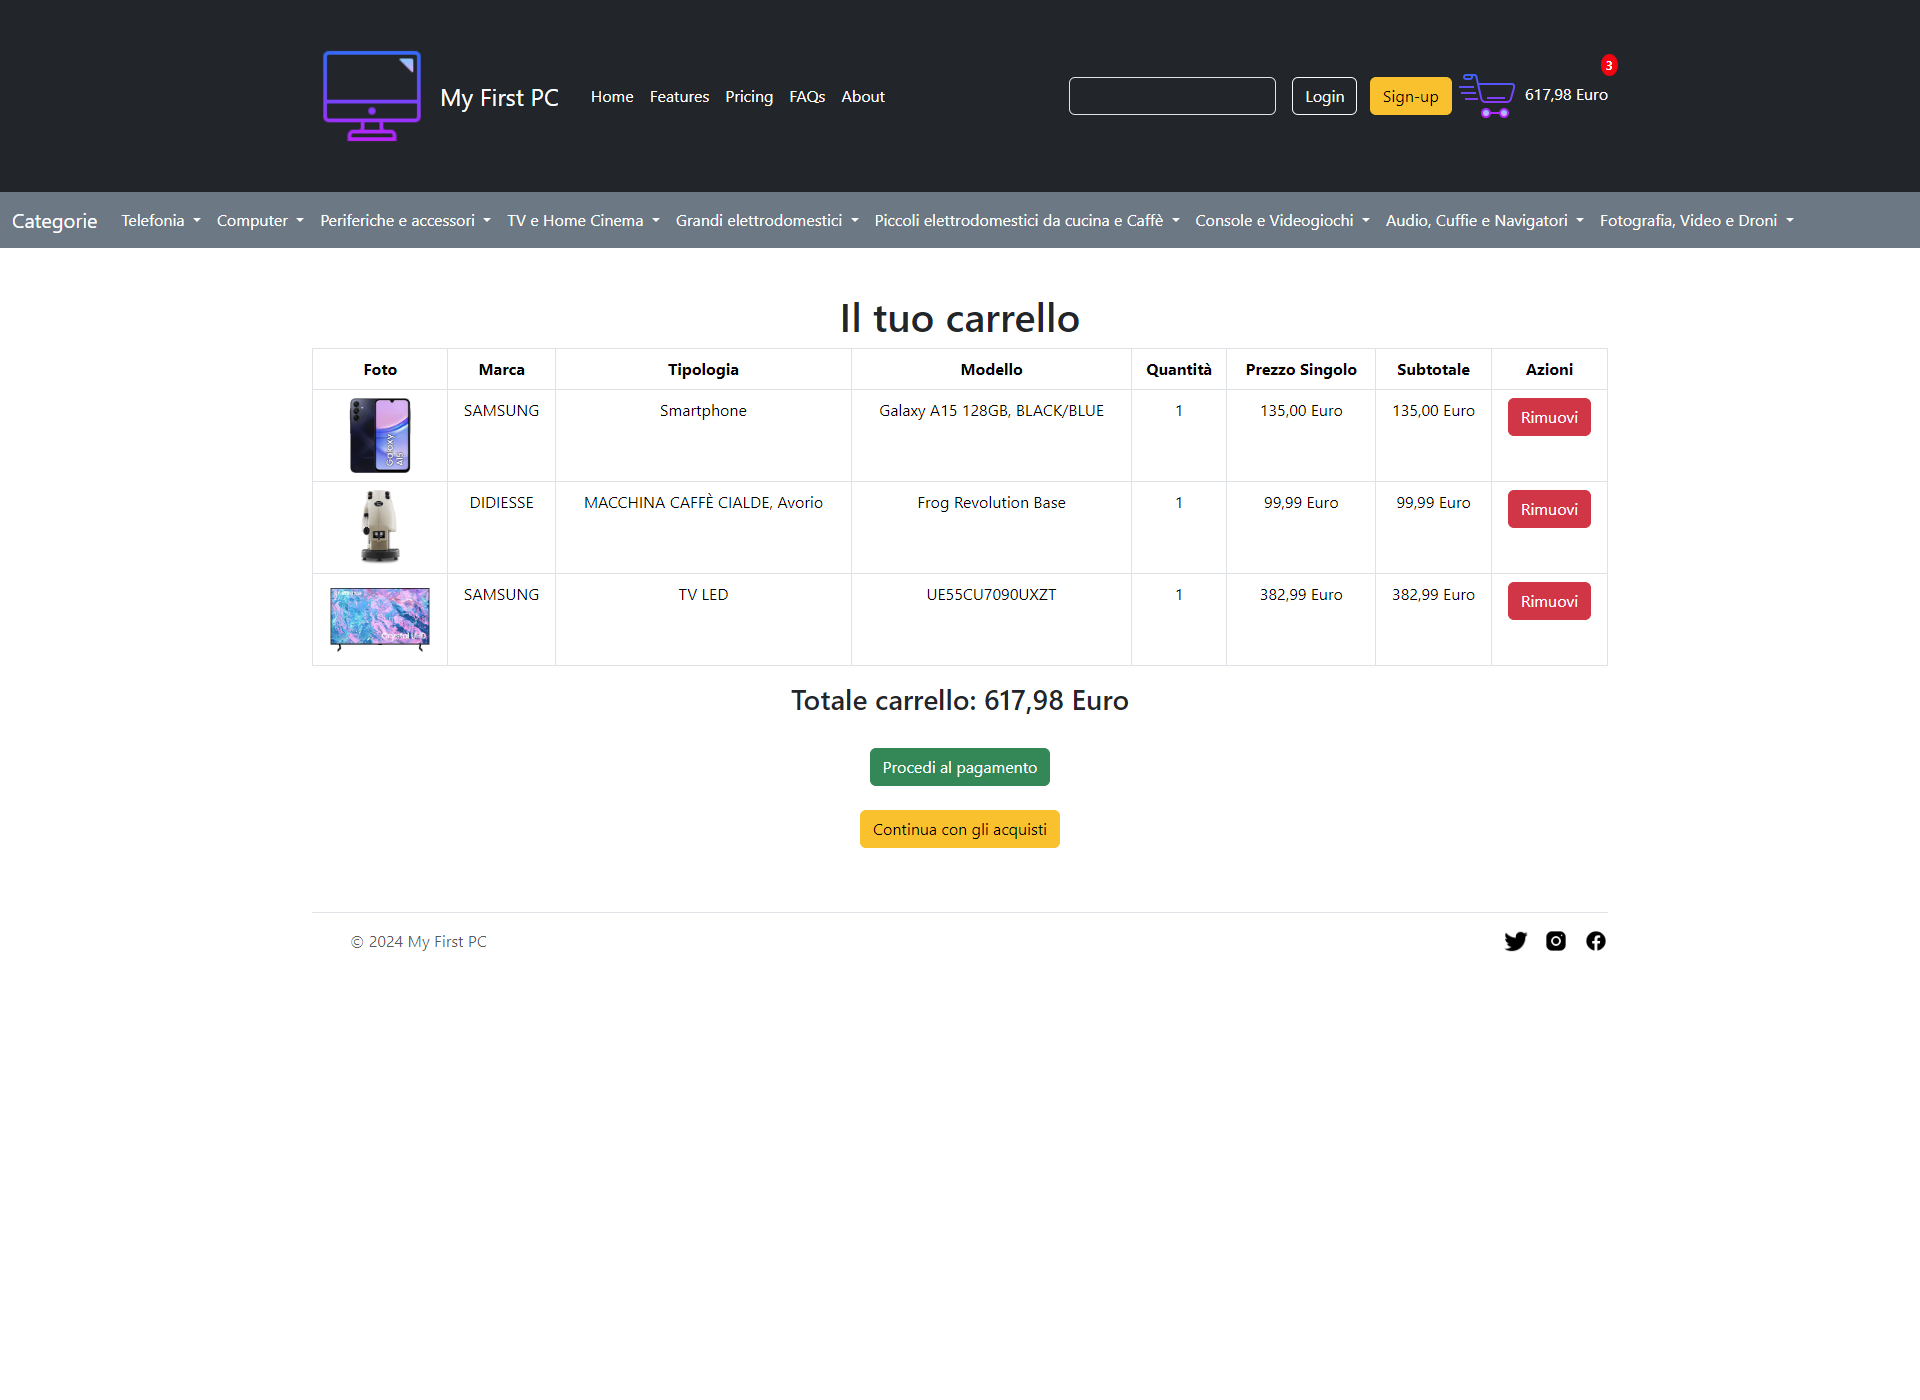 My First PC Home Features Pricing FAQs About Login Sign-up 617,98 Euro 3
Categorie Telefonia Computer Periferiche e accessori TV e Home Cinema Grandi elettrodomestici Piccoli elettrodomestici da cucina e Caffè Console e Videogiochi Audio, Cuffie e Navigatori Fotografia, Video e Droni
Il tuo carrello
Foto Marca Tipologia Modello Quantità Prezzo Singolo Subtotale Azioni
Galaxy A15 SAMSUNG Smartphone Galaxy A15 128GB, BLACK/BLUE 1 135,00 Euro 135,00 Euro Rimuovi
DIDIESSE MACCHINA CAFFÈ CIALDE, Avorio Frog Revolution Base 1 99,99 Euro 99,99 Euro Rimuovi
SAMSUNG TV LED UE55CU7090UXZT 1 382,99 Euro 382,99 Euro Rimuovi
Totale carrello: 617,98 Euro
Procedi al pagamento
Continua con gli acquisti
© 2024 My First PC